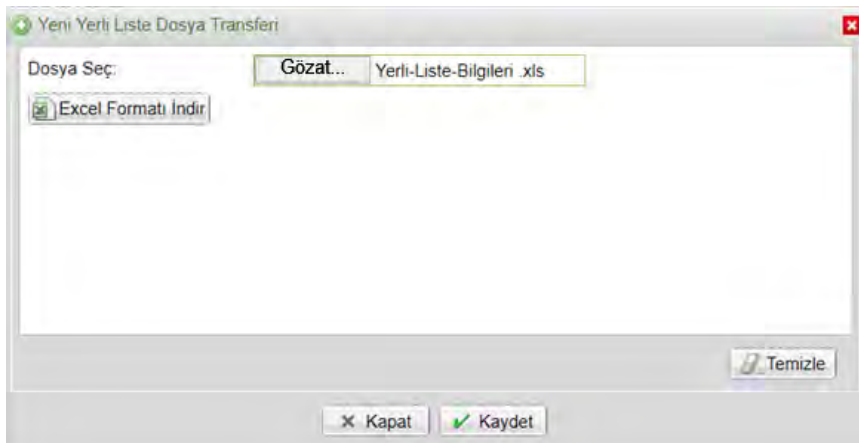 Yeni Yerli Liste Dosya Transferi
Dosya Seç: Gözat... Yerli-Liste-Bilgileri .xls
Excel Formatı İndir
Temizle
Kapat Kaydet